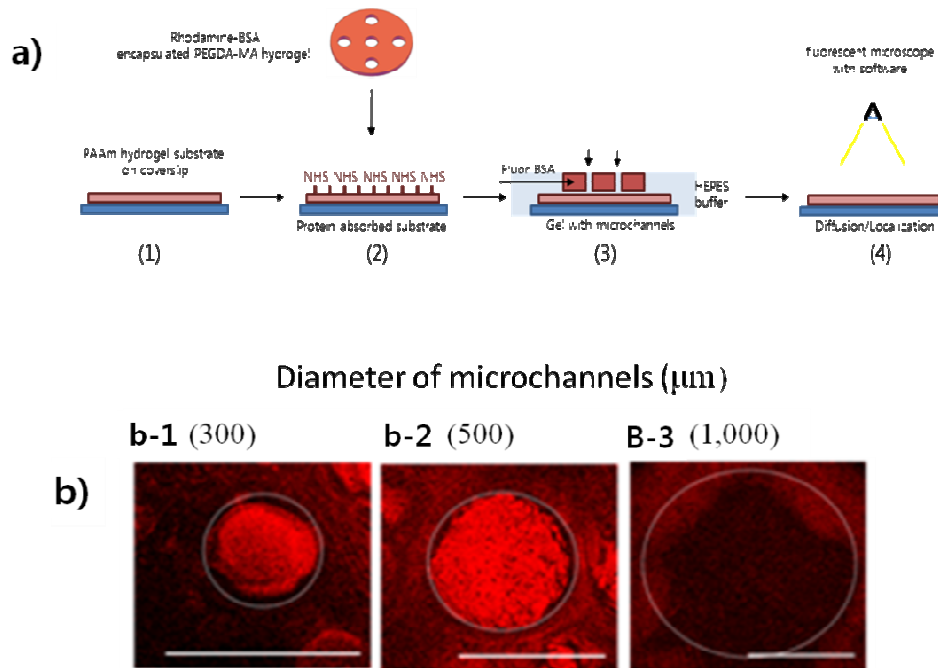 a)
Rhodamine-BSA
encapsulated PEGDA-MA hydrogel
fluorescent microscope
with software
PAAm hydrogel substrate
on coverslip
NHS NHS NHS NHS NHS
Fluor BSA
HEPES
buffer
Protein absorbed substrate
Gel with microchannels
Diffusion/Localization
(1)
(2)
(3)
(4)
Diameter of microchannels (μm)
b-1 (300)
b-2 (500)
B-3 (1,000)
b)